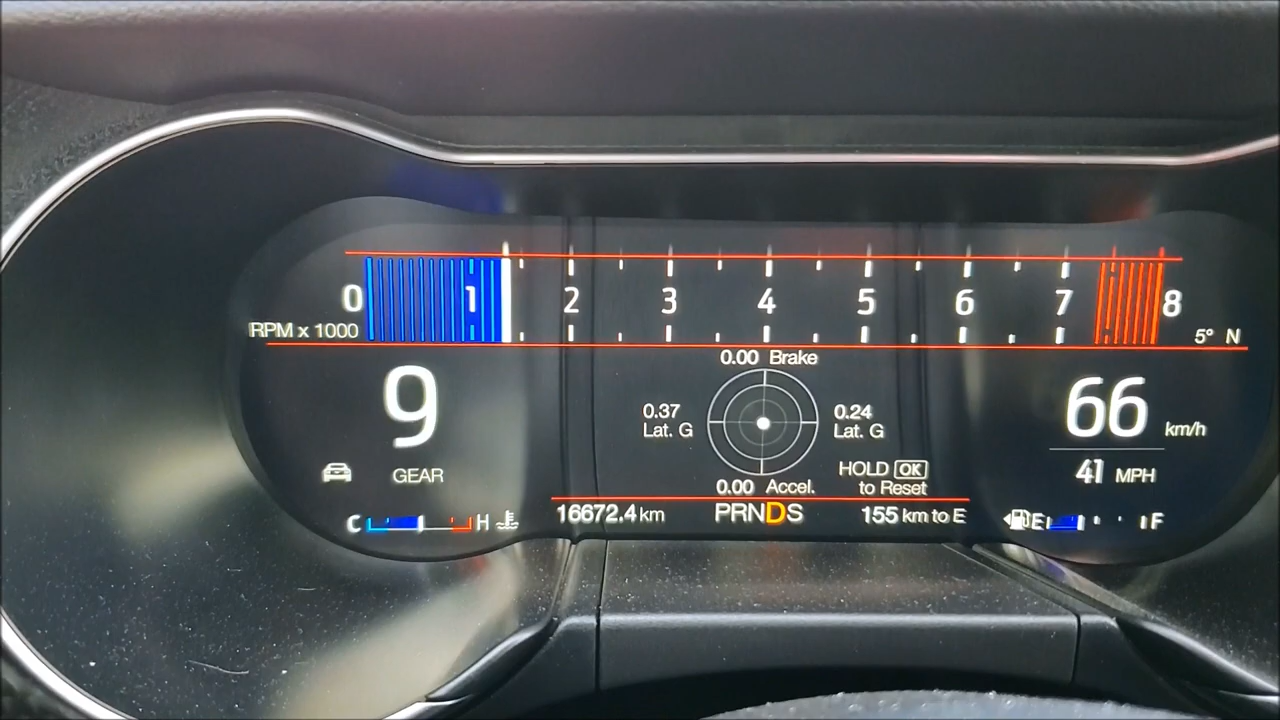 0 1 2 3 4 5 6 7 8
RPM x 1000
5° N
0.00 Brake
9
GEAR
0.37
Lat. G
0.24
Lat. G
66 km/h
41 MPH
HOLD OK
to Reset
0.00 Accel.
C H
16672.4 km
PRNDS
155 km to E
E F